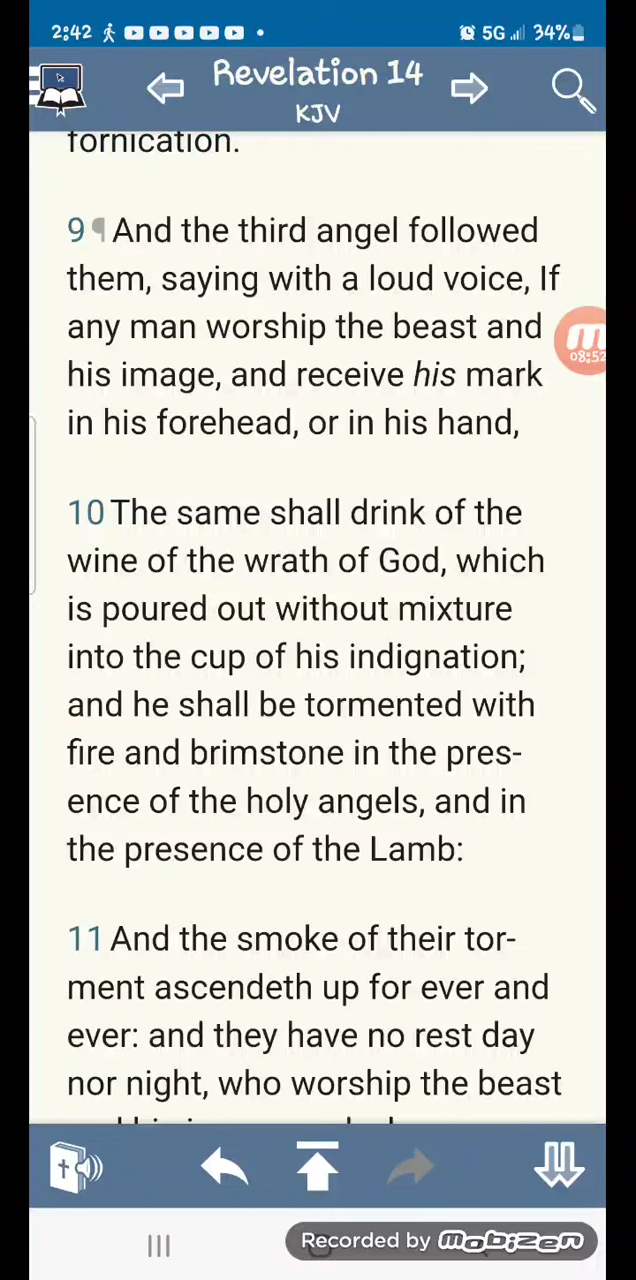 2:42
5G 34%
Revelation 14
KJV
fornication.
9 ¶ And the third angel followed
them, saying with a loud voice, If
any man worship the beast and
his image, and receive his mark
in his forehead, or in his hand,
08:52
10 The same shall drink of the
wine of the wrath of God, which
is poured out without mixture
into the cup of his indignation;
and he shall be tormented with
fire and brimstone in the pres-
ence of the holy angels, and in
the presence of the Lamb:
11 And the smoke of their tor-
ment ascendeth up for ever and
ever: and they have no rest day
nor night, who worship the beast
Recorded by mobizen